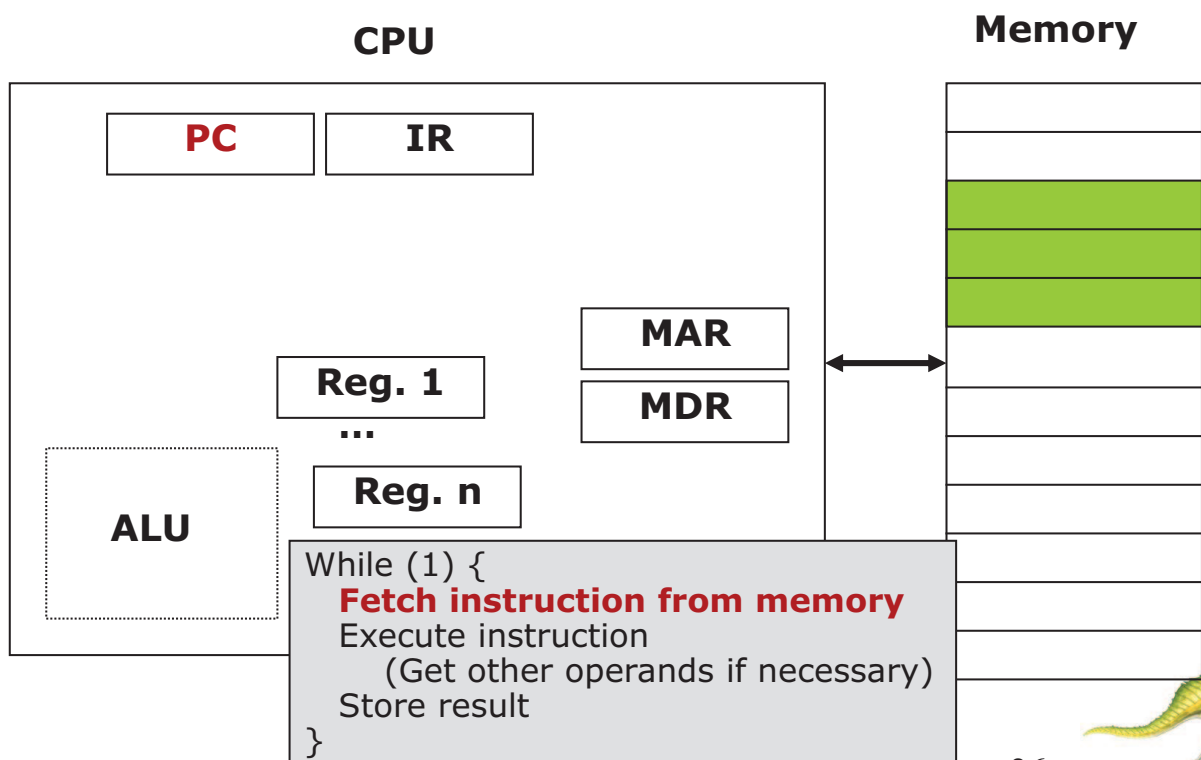 CPU
Memory
PC
IR
MAR
Reg. 1
MDR
...
Reg. n
ALU
While (1) {
Fetch instruction from memory
Execute instruction
(Get other operands if necessary)
Store result
}